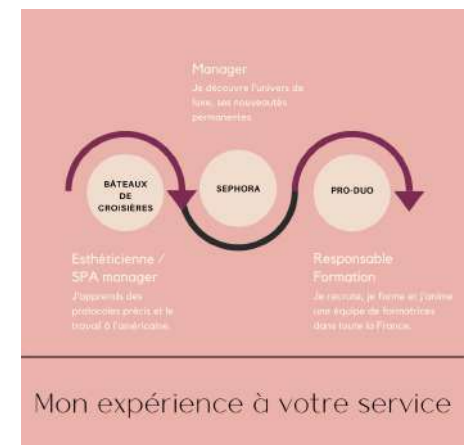 Manager
Je découvre l'univers de
luxe, ses nouveautés
permanentes.
BÂTEAUX
DE
CROISIÈRES
SEPHORA
PRO-DUO
Esthéticienne /
SPA manager
J'apprends des
protocoles précis et le
travail à l'américaine.
Responsable
Formation
Je recrute, je forme et j'anime
une équipe de formatrices
dans toute la France.
Mon expérience à votre service